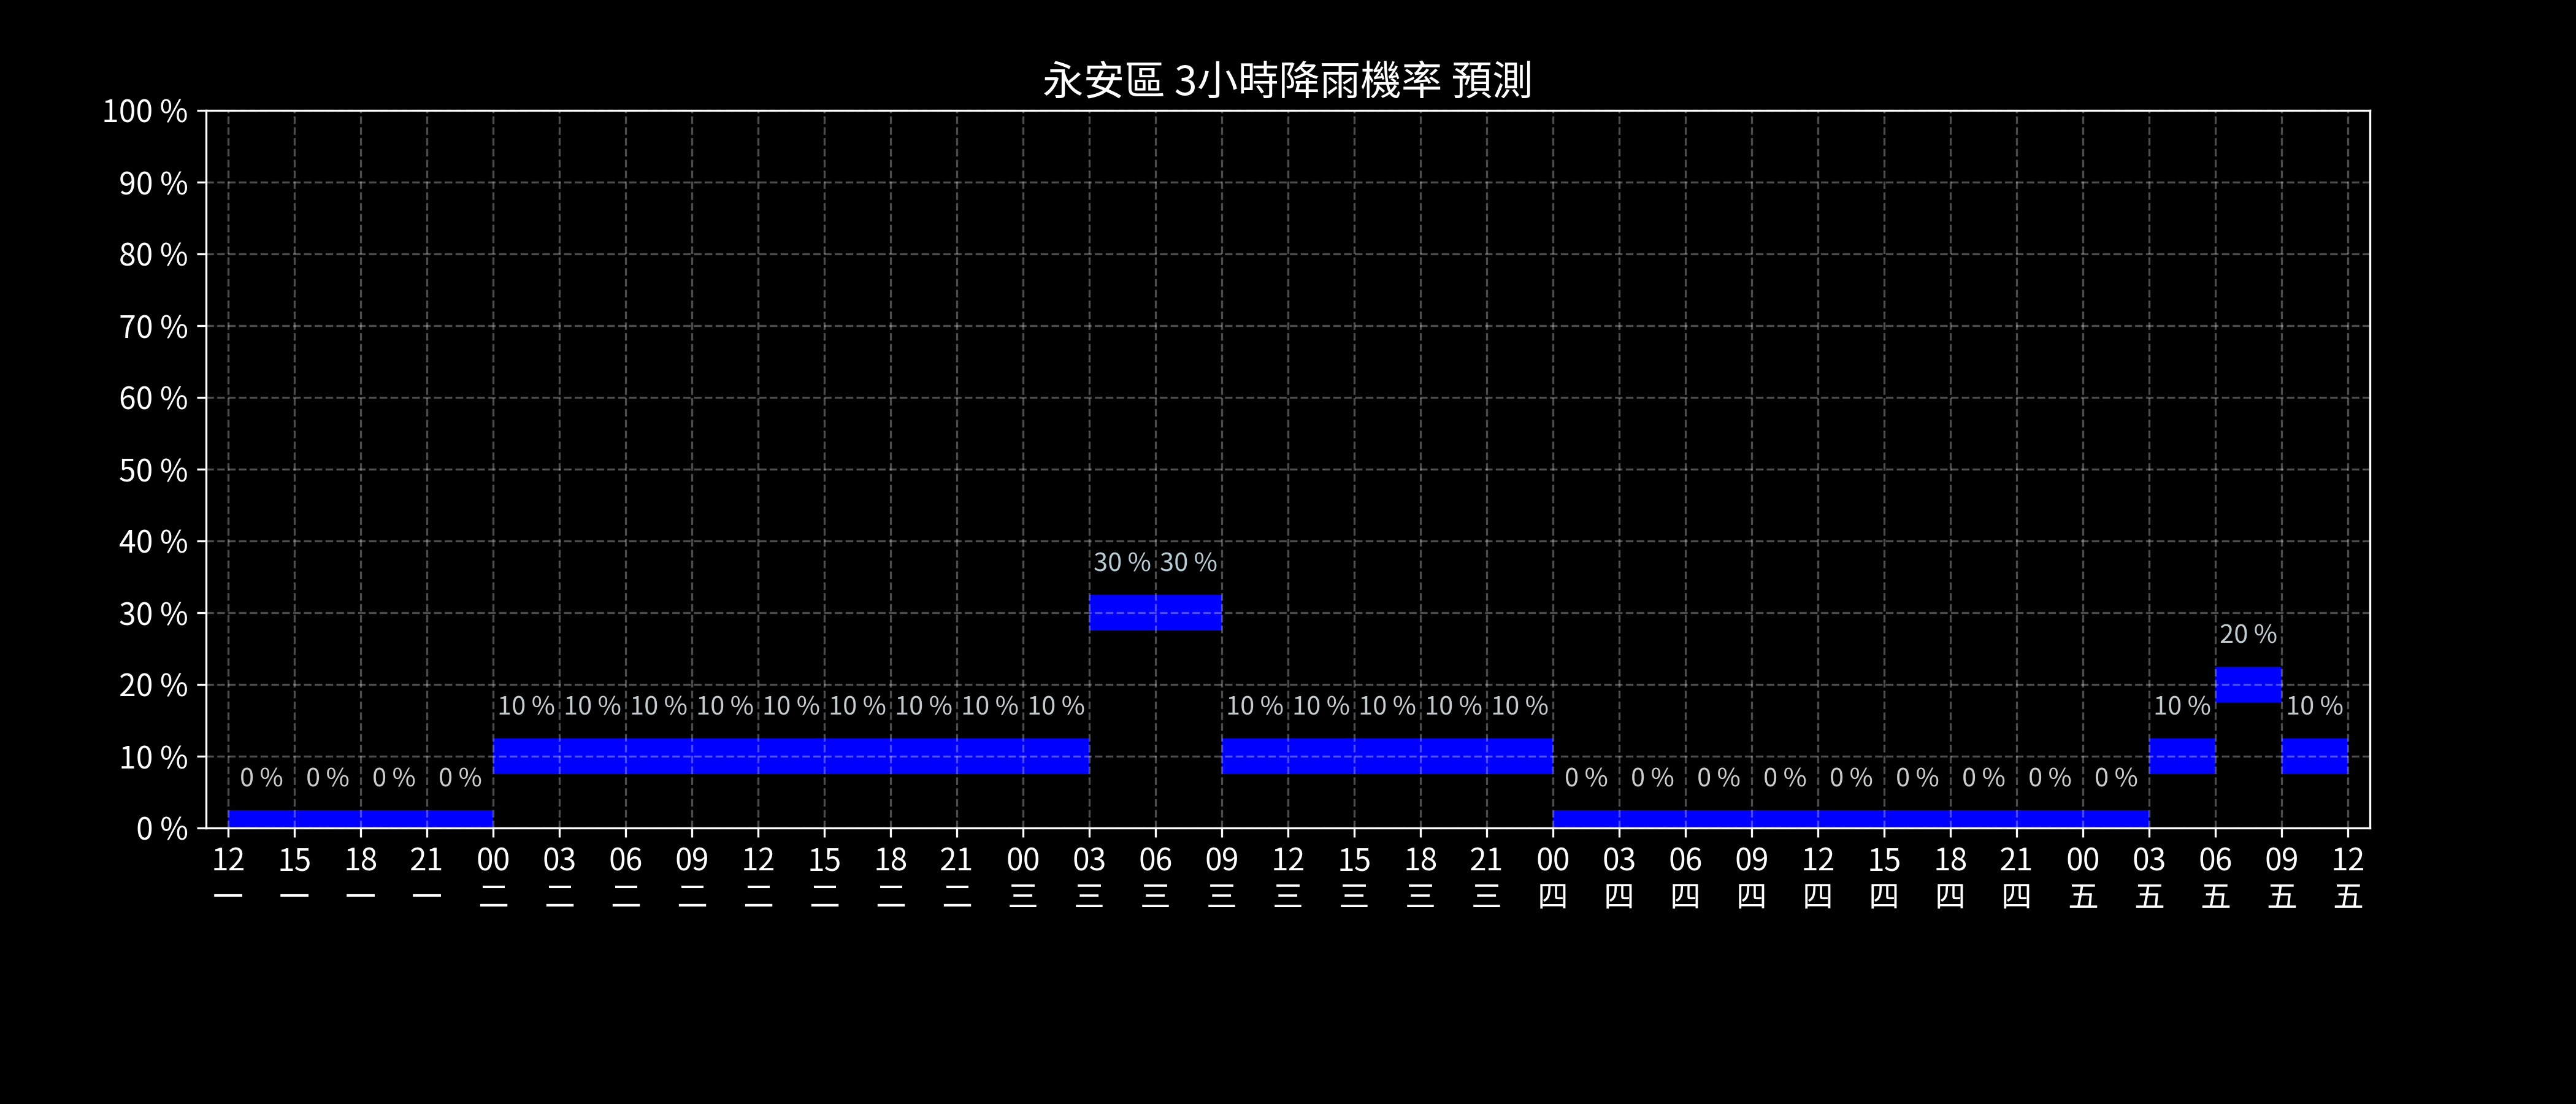 永安區 3小時降雨機率 預測
100 %
90 %
80 %
70 %
60 %
50 %
40 %
30 % 30 %
30 %
20 %
20 %
10 % 10 % 10 % 10 % 10 % 10 % 10 % 10 % 10 % 10 % 10 % 10 % 10 % 10 % 10 % 10 %
10 %
0 % 0 % 0 % 0 % 0 % 0 % 0 % 0 % 0 % 0 % 0 % 0 % 0 %
0 %
12 15 18 21 00 03 06 09 12 15 18 21 00 03 06 09 12 15 18 21 00 03 06 09 12 15 18 21 00 03 06 09 12
一 一 一 一 二 二 二 二 二 二 二 二 三 三 三 三 三 三 三 三 四 四 四 四 四 四 四 四 五 五 五 五 五